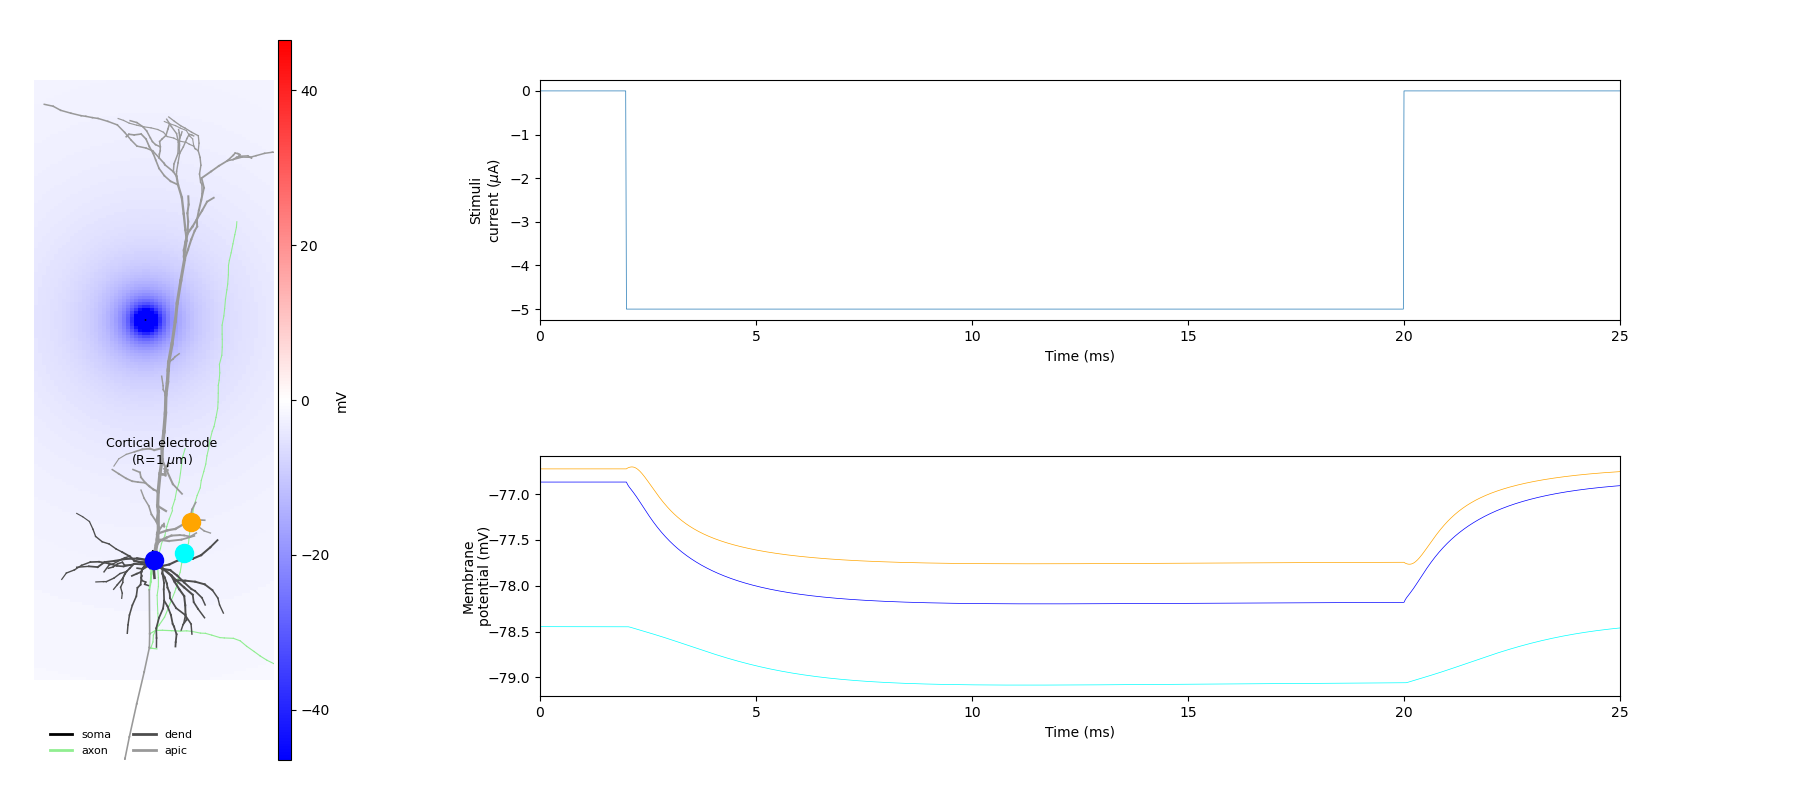 40
20
0
−20
−40
mV
Cortical electrode
(R=1 μm)
soma
dend
axon
apic
0
−1
−2
−3
−4
−5
Stimuli
current (μA)
0
5
10
15
20
25
Time (ms)
−77.0
−77.5
−78.0
−78.5
−79.0
Membrane
potential (mV)
0
5
10
15
20
25
Time (ms)